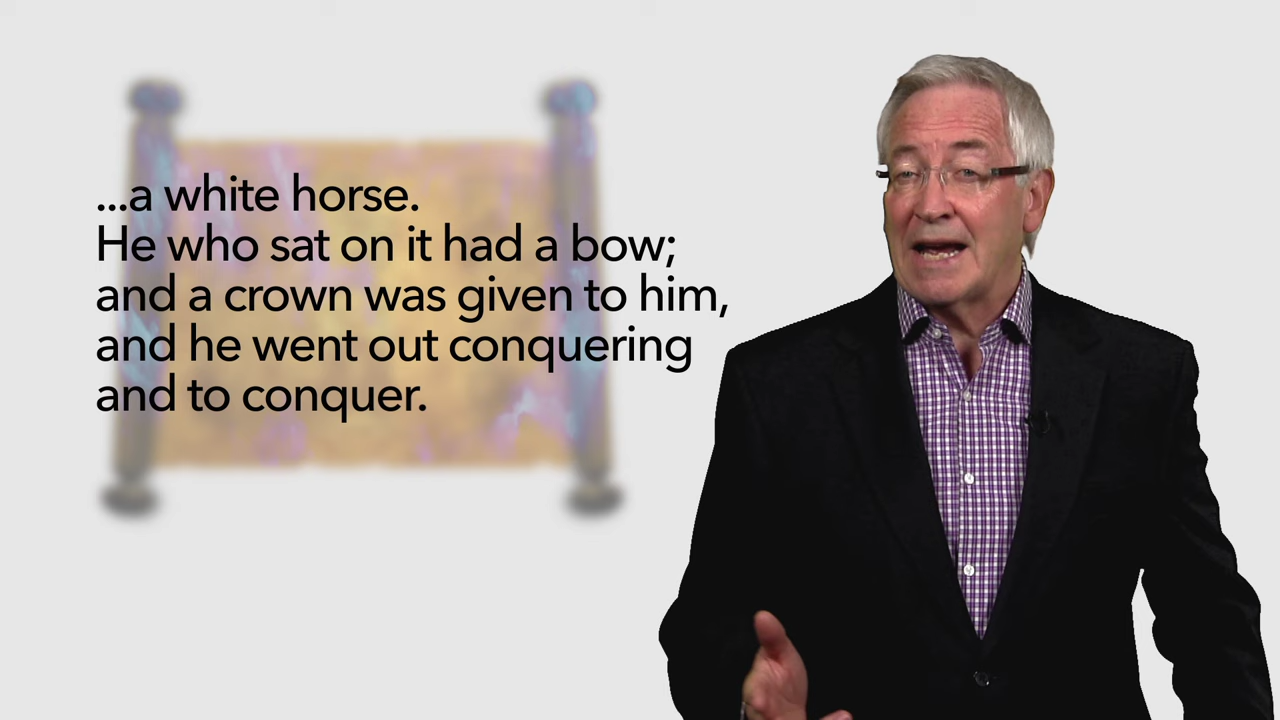 ...a white horse.
He who sat on it had a bow;
and a crown was given to him,
and he went out conquering
and to conquer.